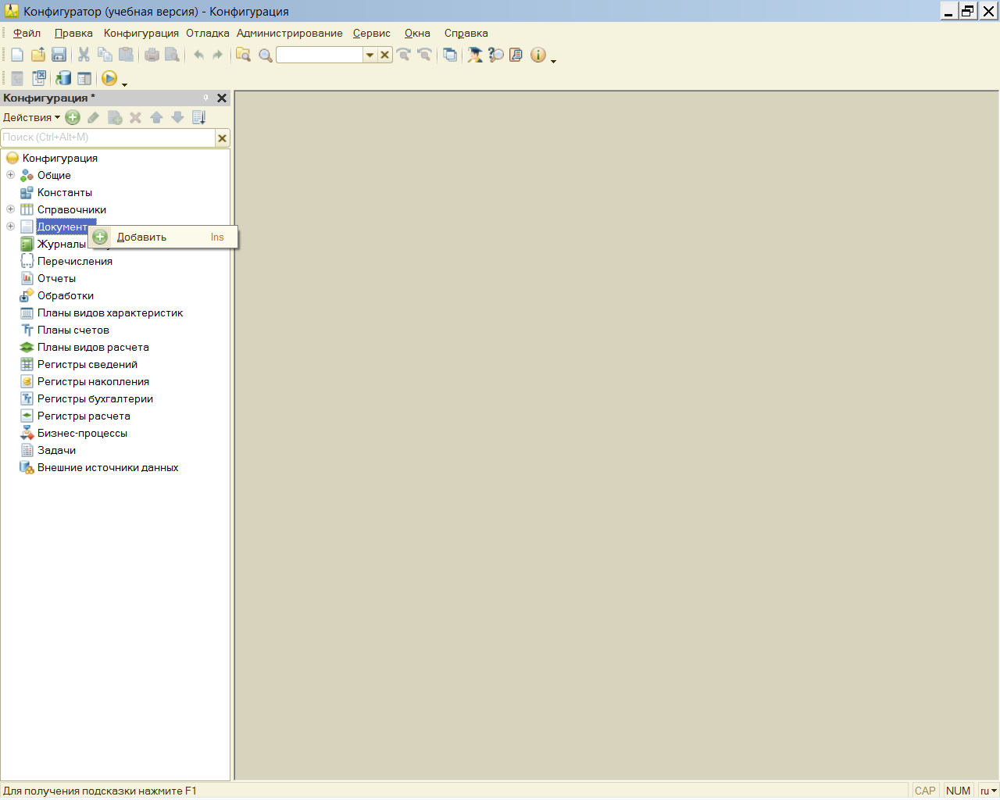 Конфигуратор (учебная версия) - Конфигурация
Файл Правка Конфигурация Отладка Администрирование Сервис Окна Справка
Конфигурация *
Действия
Поиск (Ctrl+Alt+M)
Конфигурация
Общие
Константы
Справочники
Документ
Добавить Ins
Журналы
Перечисления
Отчеты
Обработки
Планы видов характеристик
Планы счетов
Планы видов расчета
Регистры сведений
Регистры накопления
Регистры бухгалтерии
Регистры расчета
Бизнес-процессы
Задачи
Внешние источники данных
Для получения подсказки нажмите F1 CAP NUM ru